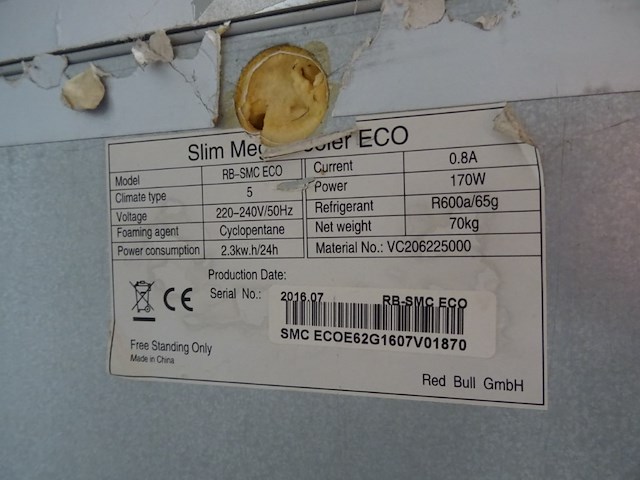 Slim Meg ooler ECO
Model RB-SMC ECO Current 0.8A
Climate type 5 Power 170W
Voltage 220-240V/50Hz Refrigerant R600a/65g
Foaming agent Cyclopentane Net weight 70kg
Power consumption 2.3kw.h/24h Material No.: VC206225000
Production Date:
Serial No.: 2016.07 RB-SMC ECO
CE
SMC ECOE62G1607V01870
Free Standing Only
Made in China
Red Bull GmbH